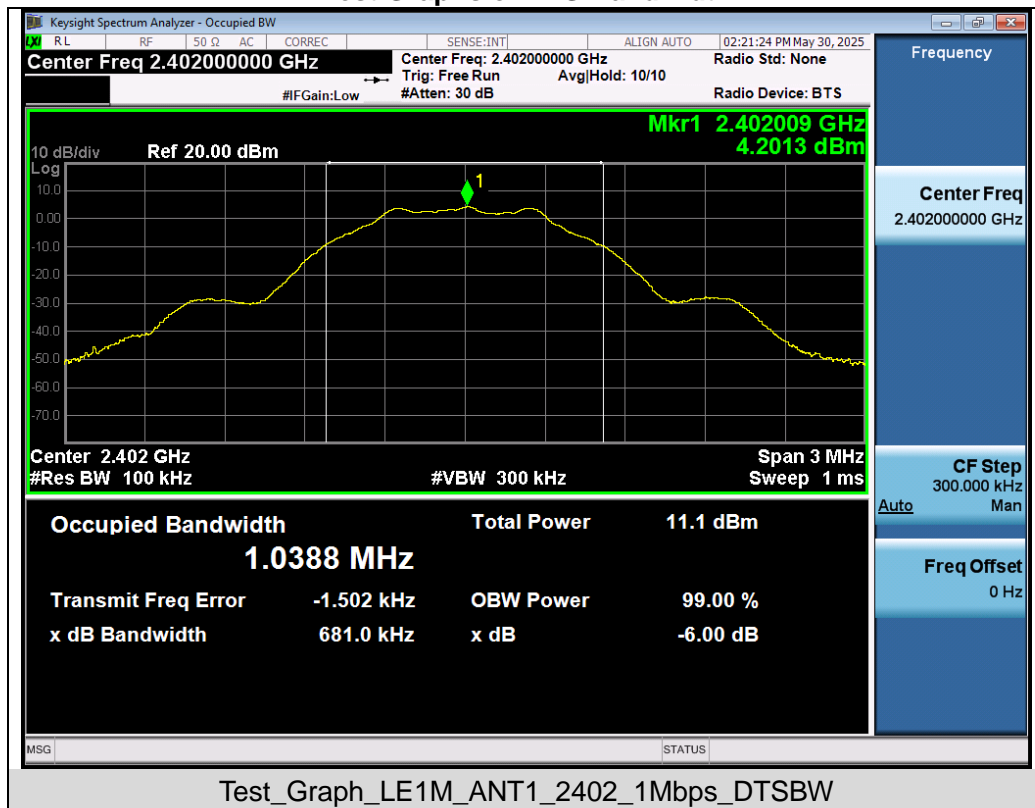 Keysight Spectrum Analyzer - Occupied BW
LXI RL RF 50 Ω AC CORREC SENSE:INT ALIGN AUTO 02:21:24 PM May 30, 2025
Center Freq 2.402000000 GHz
Center Freq: 2.402000000 GHz Radio Std: None
Trig: Free Run Avg|Hold: 10/10
#IFGain:Low #Atten: 30 dB Radio Device: BTS
Frequency
Mkr1 2.402009 GHz
4.2013 dBm
10 dB/div Ref 20.00 dBm
Log
10.0
0.00
-10.0
-20.0
-30.0
-40.0
-50.0
-60.0
-70.0
1
Center 2.402 GHz Span 3 MHz
#Res BW 100 kHz #VBW 300 kHz Sweep 1 ms
Center Freq
2.402000000 GHz
CF Step
300.000 kHz
Auto Man
Freq Offset
0 Hz
Occupied Bandwidth Total Power 11.1 dBm
1.0388 MHz
Transmit Freq Error -1.502 kHz OBW Power 99.00 %
x dB Bandwidth 681.0 kHz x dB -6.00 dB
MSG STATUS
Test_Graph_LE1M_ANT1_2402_1Mbps_DTSBW